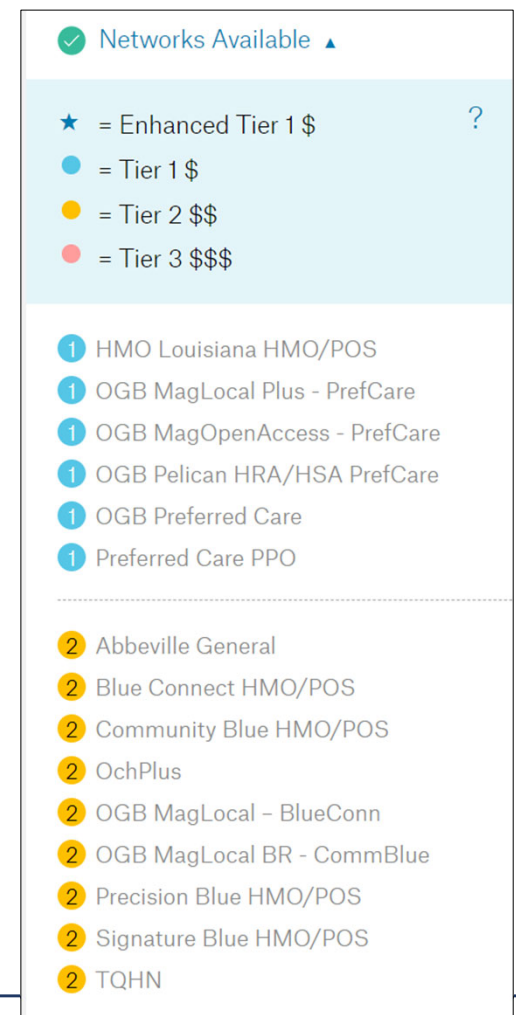 Networks Available ▲
★ = Enhanced Tier 1 $ ?
= Tier 1 $
= Tier 2 $$
= Tier 3 $$$
1 HMO Louisiana HMO/POS
1 OGB MagLocal Plus - PrefCare
1 OGB MagOpenAccess - PrefCare
1 OGB Pelican HRA/HSA PrefCare
1 OGB Preferred Care
1 Preferred Care PPO
2 Abbeville General
2 Blue Connect HMO/POS
2 Community Blue HMO/POS
2 OchPlus
2 OGB MagLocal – BlueConn
2 OGB MagLocal BR - CommBlue
2 Precision Blue HMO/POS
2 Signature Blue HMO/POS
2 TQHN